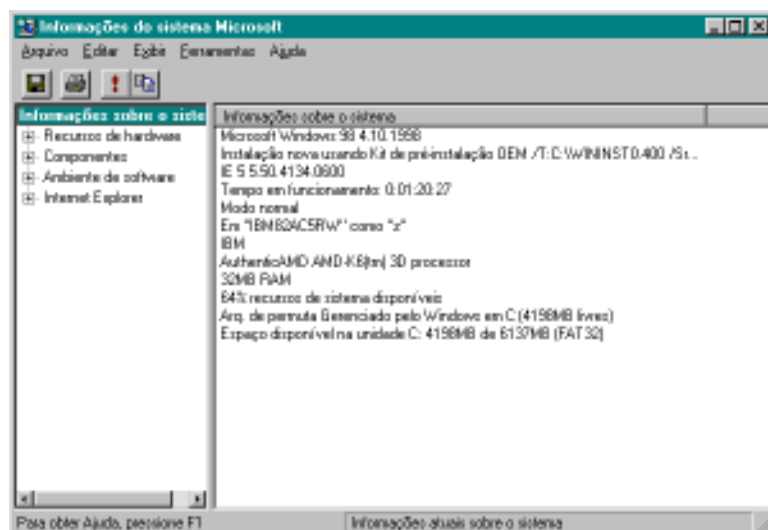 Informações do sistema Microsoft
Arquivo Editar Exibir Ferramentas Ajuda
Informações sobre o siste
Recursos de hardware
Componentes
Ambiente de software
Internet Explorer
Informações sobre o sistema
Microsoft Windows 98 4.10.1998
Instalação nova usando Kit de pré-instalação OEM /T:C:\WININST0.400 /Sr...
IE 5 5.50.4134.0600
Tempo em funcionamento: 0:01:20:27
Modo normal
Em "IBM82AC5RW" como "z"
IBM
AuthenticAMD AMD-K6(tm) 3D processor
32MB RAM
64% recursos de sistema disponíveis
Arq. de permuta Gerenciado pelo Windows em C (4198MB livres)
Espaço disponível na unidade C: 4198MB de 6137MB (FAT32)
Para obter Ajuda, pressione F1
Informações atuais sobre o sistema